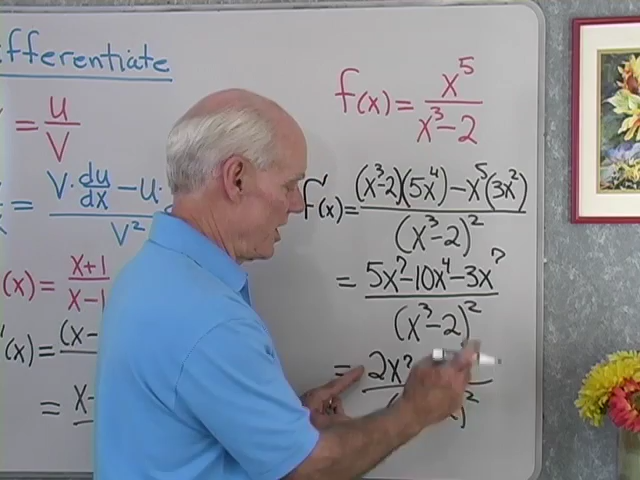 ifferentiate
= u/V
= V · du/dx − u · / V²
(x) = x+1 / x−1
'(x) = (x−
= x−
f(x) = x⁵ / x³−2
f'(x) = (x³−2)(5x⁴) − x⁵(3x²) / (x³−2)²
= 5x⁷ − 10x⁴ − 3x⁷ / (x³−2)²
= 2x⁷